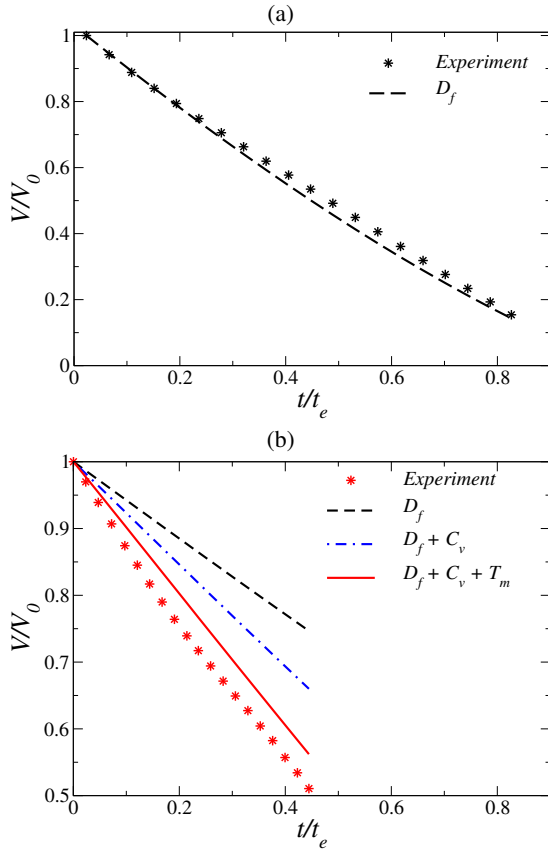 (a)
1
0.8
0.6
0.4
0.2
0
V/V0
Experiment
Df
0 0.2 0.4 0.6 0.8
t/te
(b)
1
0.9
0.8
0.7
0.6
0.5
V/V0
Experiment
Df
Df + Cv
Df + Cv + Tm
0 0.2 0.4 0.6 0.8
t/te